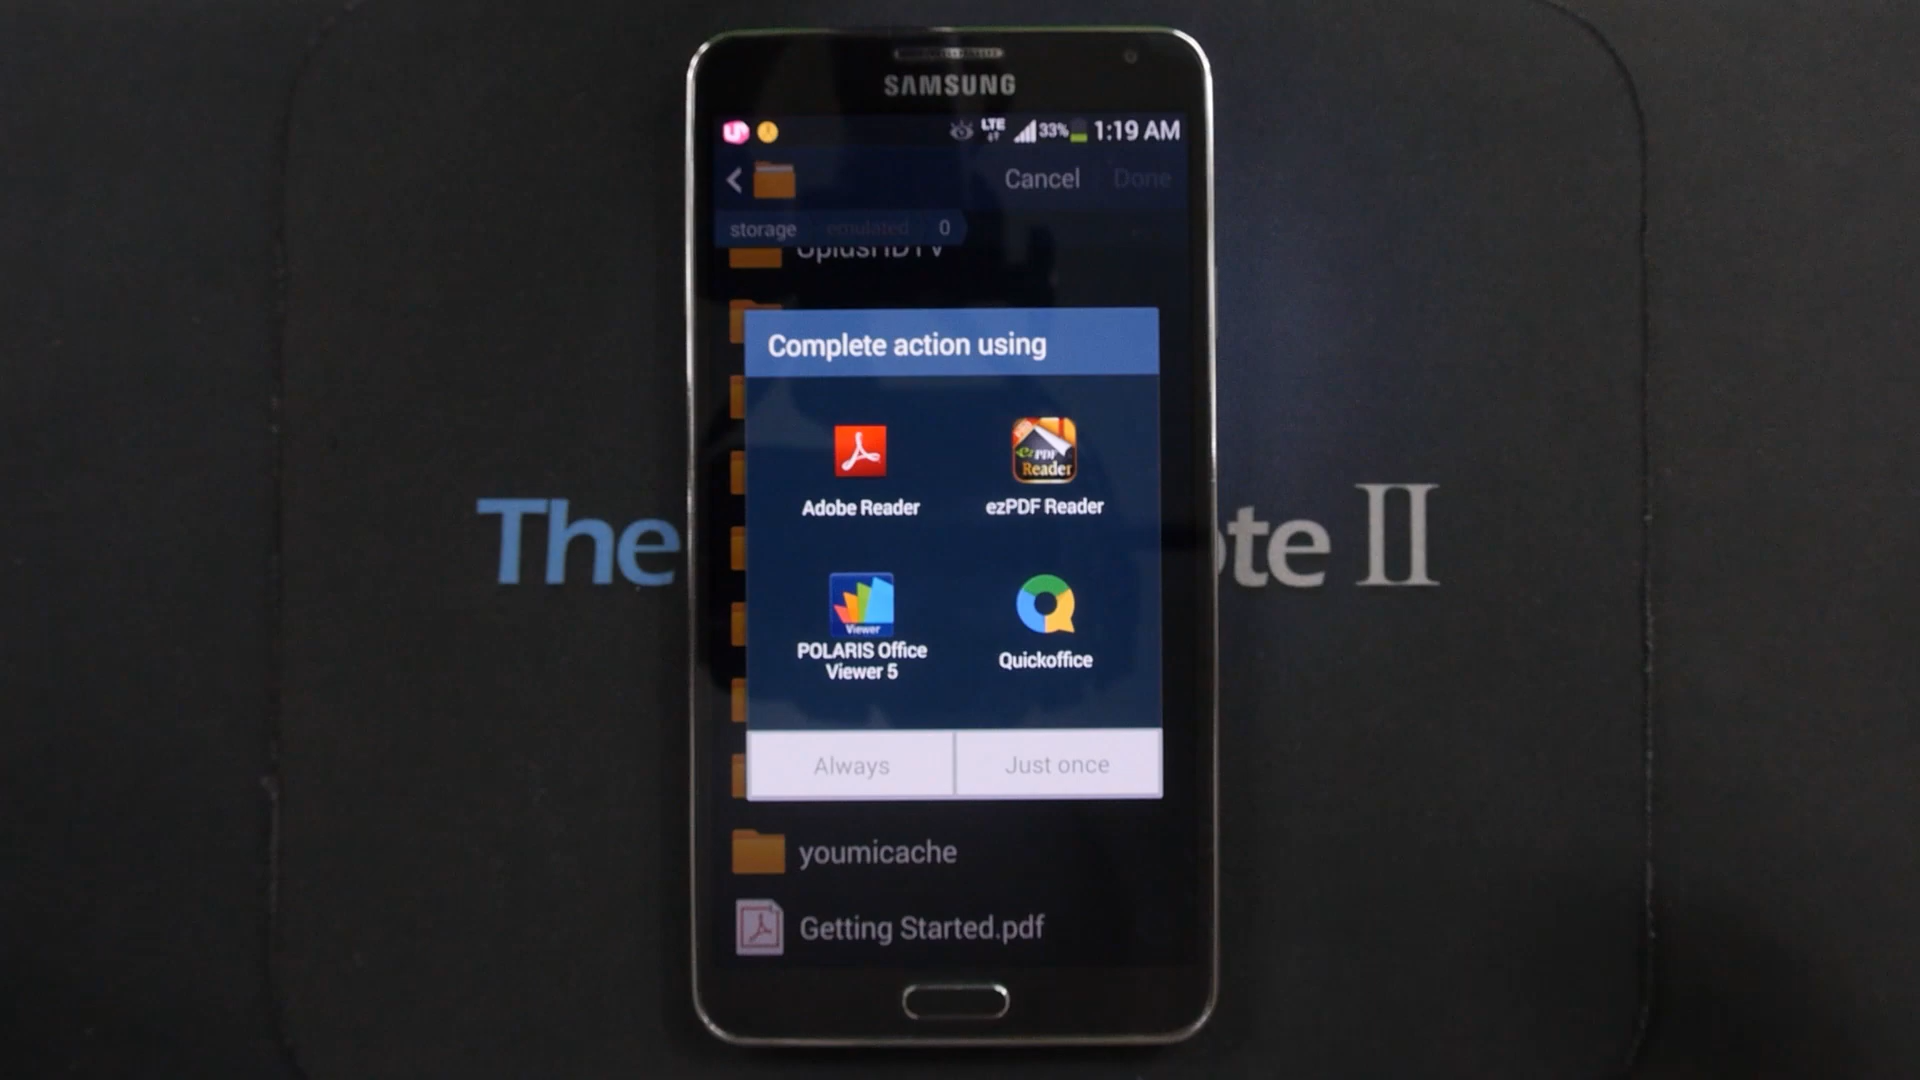 SAMSUNG
LTE 33% 1:19 AM
Cancel Done
storage emulated 0
UplusHDTV
Complete action using
Adobe Reader
ezPDF Reader
Viewer
POLARIS Office
Viewer 5
Quickoffice
Always Just once
youmicache
Getting Started.pdf
The
ote II